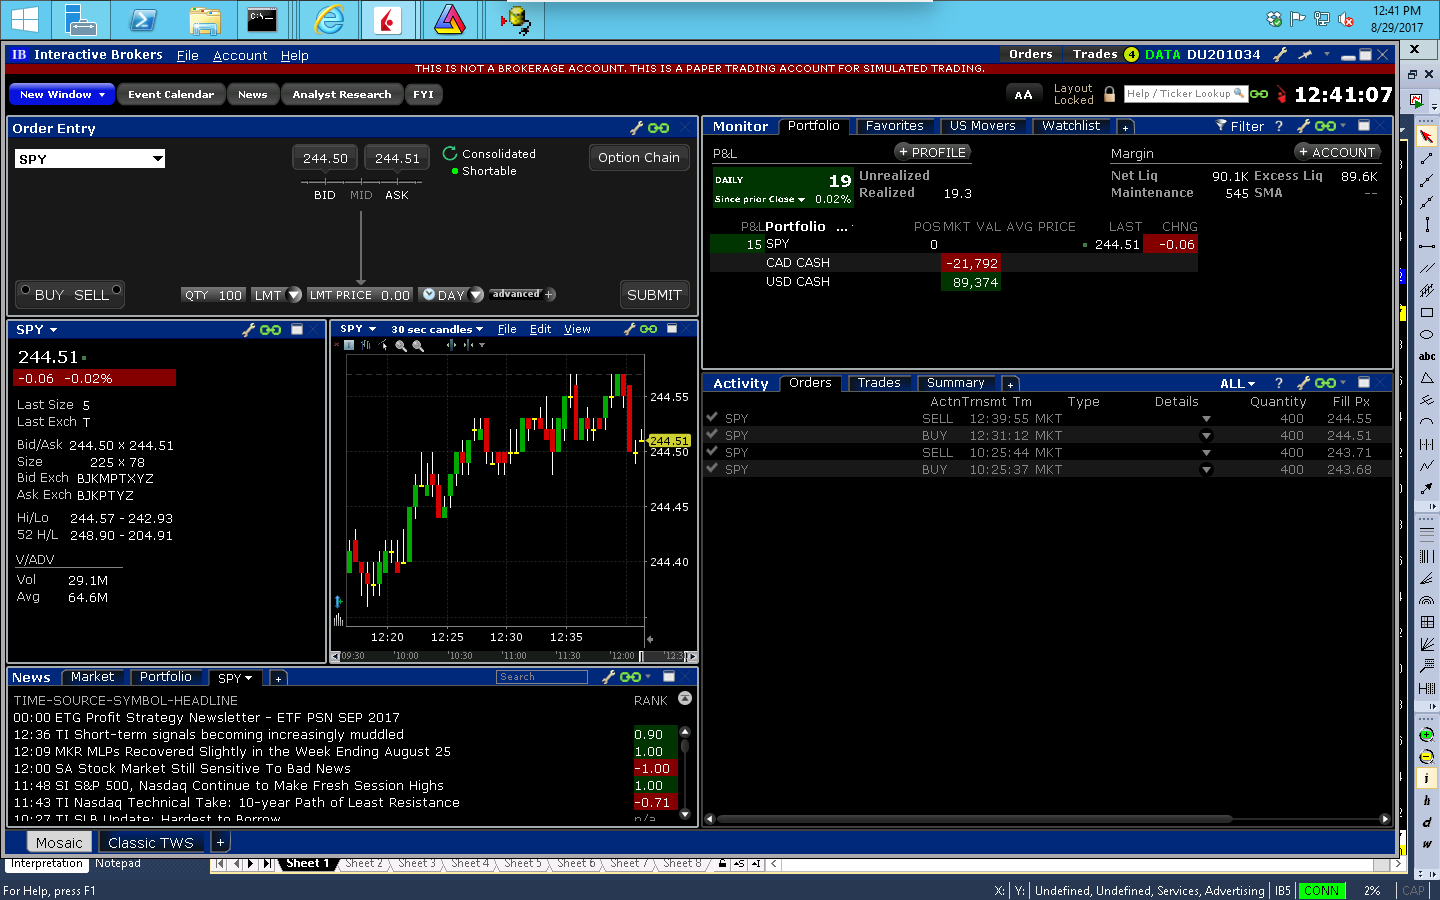 12:41 PM
8/29/2017
IB Interactive Brokers File Account Help
Orders Trades 4 DATA DU201034
THIS IS NOT A BROKERAGE ACCOUNT. THIS IS A PAPER TRADING ACCOUNT FOR SIMULATED TRADING.
New Window Event Calendar News Analyst Research FYI
AA Layout Locked Help / Ticker Lookup 12:41:07
Order Entry
SPY
244.50 244.51
Consolidated
Shortable
Option Chain
BID MID ASK
BUY SELL QTY 100 LMT LMT PRICE 0.00 DAY advanced + SUBMIT
Monitor Portfolio Favorites US Movers Watchlist + Filter ?
P&L + PROFILE Margin + ACCOUNT
DAILY 19 Unrealized Net Liq 90.1K Excess Liq 89.6K
Since prior Close 0.02% Realized 19.3 Maintenance 545 SMA --
P&L Portfolio ... POS MKT VAL AVG PRICE LAST CHNG
15 SPY 0 244.51 -0.06
CAD CASH -21,792
USD CASH 89,374
SPY
244.51
-0.06 -0.02%
Last Size 5
Last Exch T
Bid/Ask 244.50 x 244.51
Size 225 x 78
Bid Exch BJKMPTXYZ
Ask Exch BJKPTYZ
Hi/Lo 244.57 - 242.93
52 H/L 248.90 - 204.91
V/ADV
Vol 29.1M
Avg 64.6M
SPY 30 sec candles File Edit View
244.55
244.51
244.50
244.45
244.40
12:20 12:25 12:30 12:35
09:30 10:00 10:30 11:00 11:30 12:00 12:3
Activity Orders Trades Summary + ALL ?
Actn Trnsmt Tm Type Details Quantity Fill Px
SPY SELL 12:39:55 MKT 400 244.55
SPY BUY 12:31:12 MKT 400 244.51
SPY SELL 10:25:44 MKT 400 243.71
SPY BUY 10:25:37 MKT 400 243.68
News Market Portfolio SPY + Search
TIME-SOURCE-SYMBOL-HEADLINE RANK
00:00 ETG Profit Strategy Newsletter - ETF PSN SEP 2017
12:36 TI Short-term signals becoming increasingly muddled 0.90
12:09 MKR MLPs Recovered Slightly in the Week Ending August 25 1.00
12:00 SA Stock Market Still Sensitive To Bad News -1.00
11:48 SI S&P 500, Nasdaq Continue to Make Fresh Session Highs 1.00
11:43 TI Nasdaq Technical Take: 10-year Path of Least Resistance -0.71
10:27 TI SLB Update: Hardest to Borrow n/a
Mosaic Classic TWS +
Interpretation Notepad Sheet 1 Sheet 2 Sheet 3 Sheet 4 Sheet 5 Sheet 6 Sheet 7 Sheet 8
For Help, press F1 X: Y: Undefined, Undefined, Services, Advertising IB5 CONN 2% CAP
abc
i
h
d
w